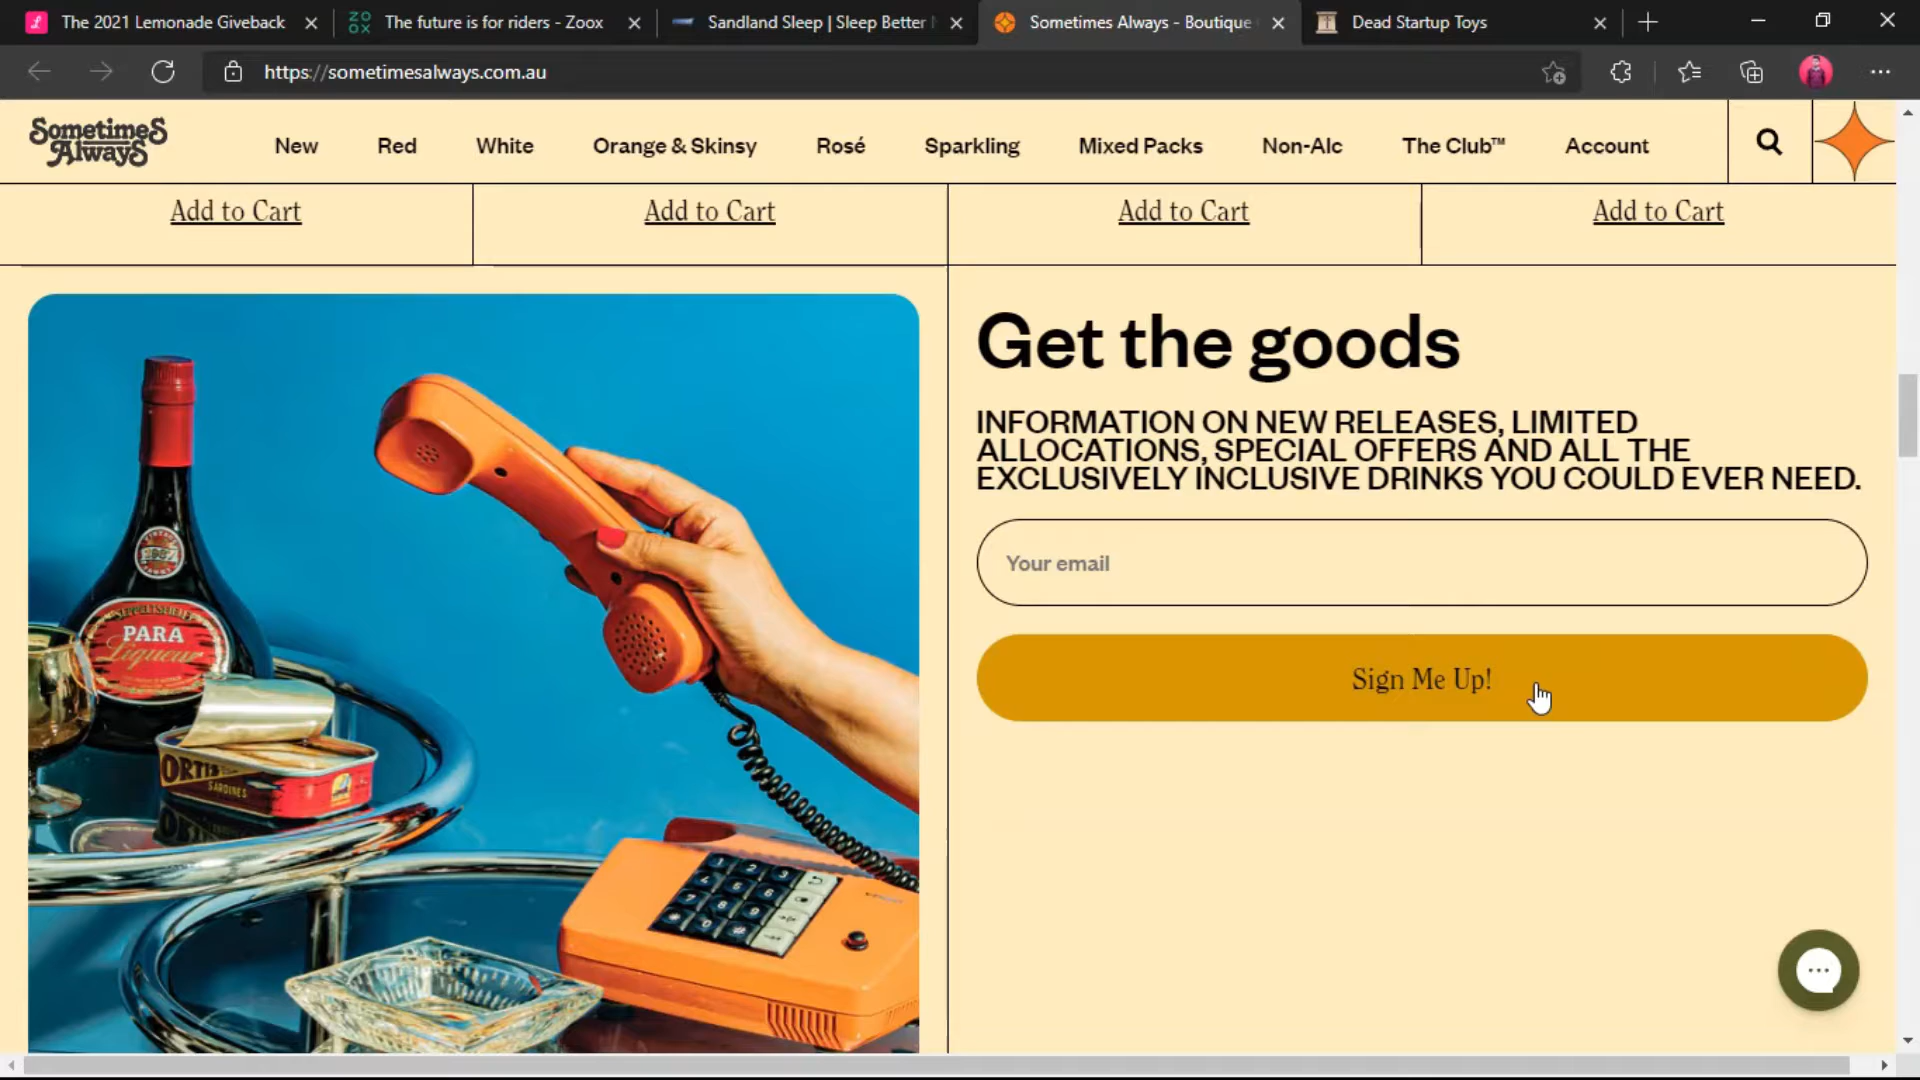 The 2021 Lemonade Giveback
The future is for riders - Zoox
Sandland Sleep | Sleep Better
Sometimes Always - Boutique
Dead Startup Toys
https://sometimesalways.com.au
Sometimes
Always
New
Red
White
Orange & Skinsy
Rosé
Sparkling
Mixed Packs
Non-Alc
The Club™
Account
Add to Cart
Add to Cart
Add to Cart
Add to Cart
Get the goods
INFORMATION ON NEW RELEASES, LIMITED
ALLOCATIONS, SPECIAL OFFERS AND ALL THE
EXCLUSIVELY INCLUSIVE DRINKS YOU COULD EVER NEED.
Your email
Sign Me Up!
PARA
Liqueur
ORTIZ
SARDINES